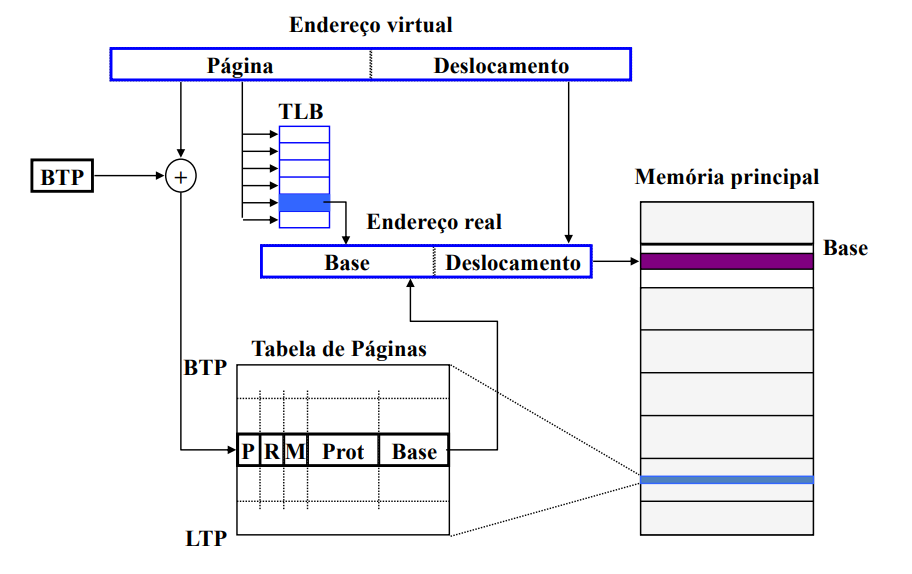 Endereço virtual
Página Deslocamento
TLB
BTP
+
Memória principal
Endereço real
Base
Base Deslocamento
Tabela de Páginas
BTP
P R M Prot Base
LTP